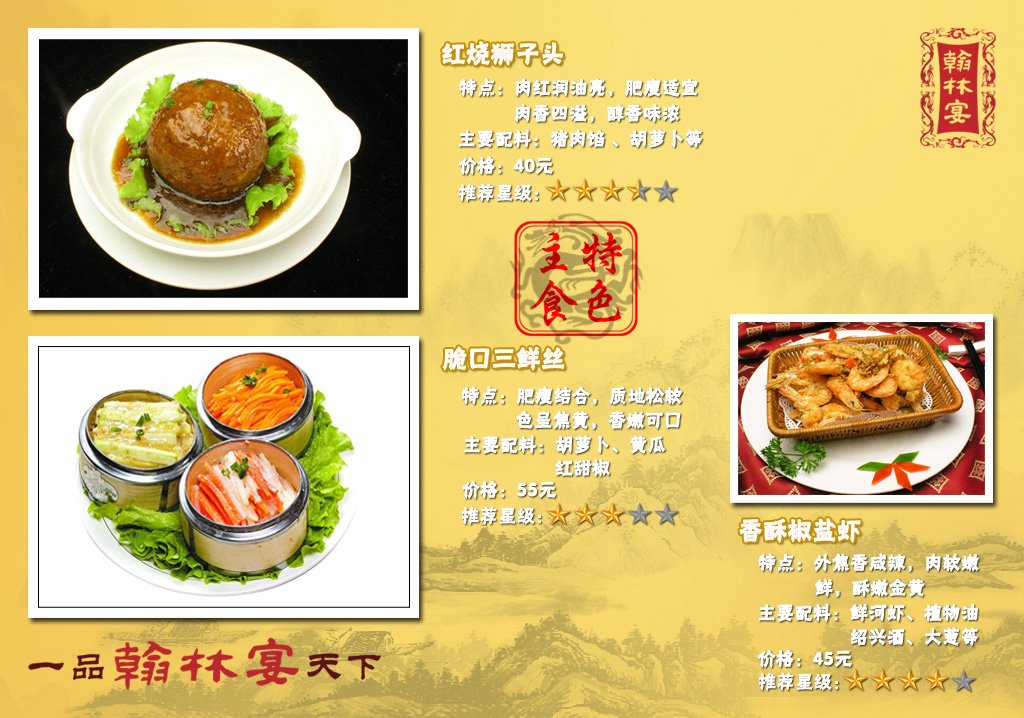 红烧狮子头
特点：肉红润油亮，肥瘦适宜
肉香四溢，醇香味浓
主要配料：猪肉馅、胡萝卜等
价格：40元
推荐星级：
翰林宴
特色
主食
脆口三鲜丝
特点：肥瘦结合，质地松软
色呈焦黄，香嫩可口
主要配料：胡萝卜、黄瓜
红甜椒
价格：55元
推荐星级：
香酥椒盐虾
特点：外焦香咸辣，肉软嫩
鲜，酥嫩金黄
主要配料：鲜河虾、植物油
绍兴酒、大葱等
价格：45元
推荐星级：
一品翰林宴天下